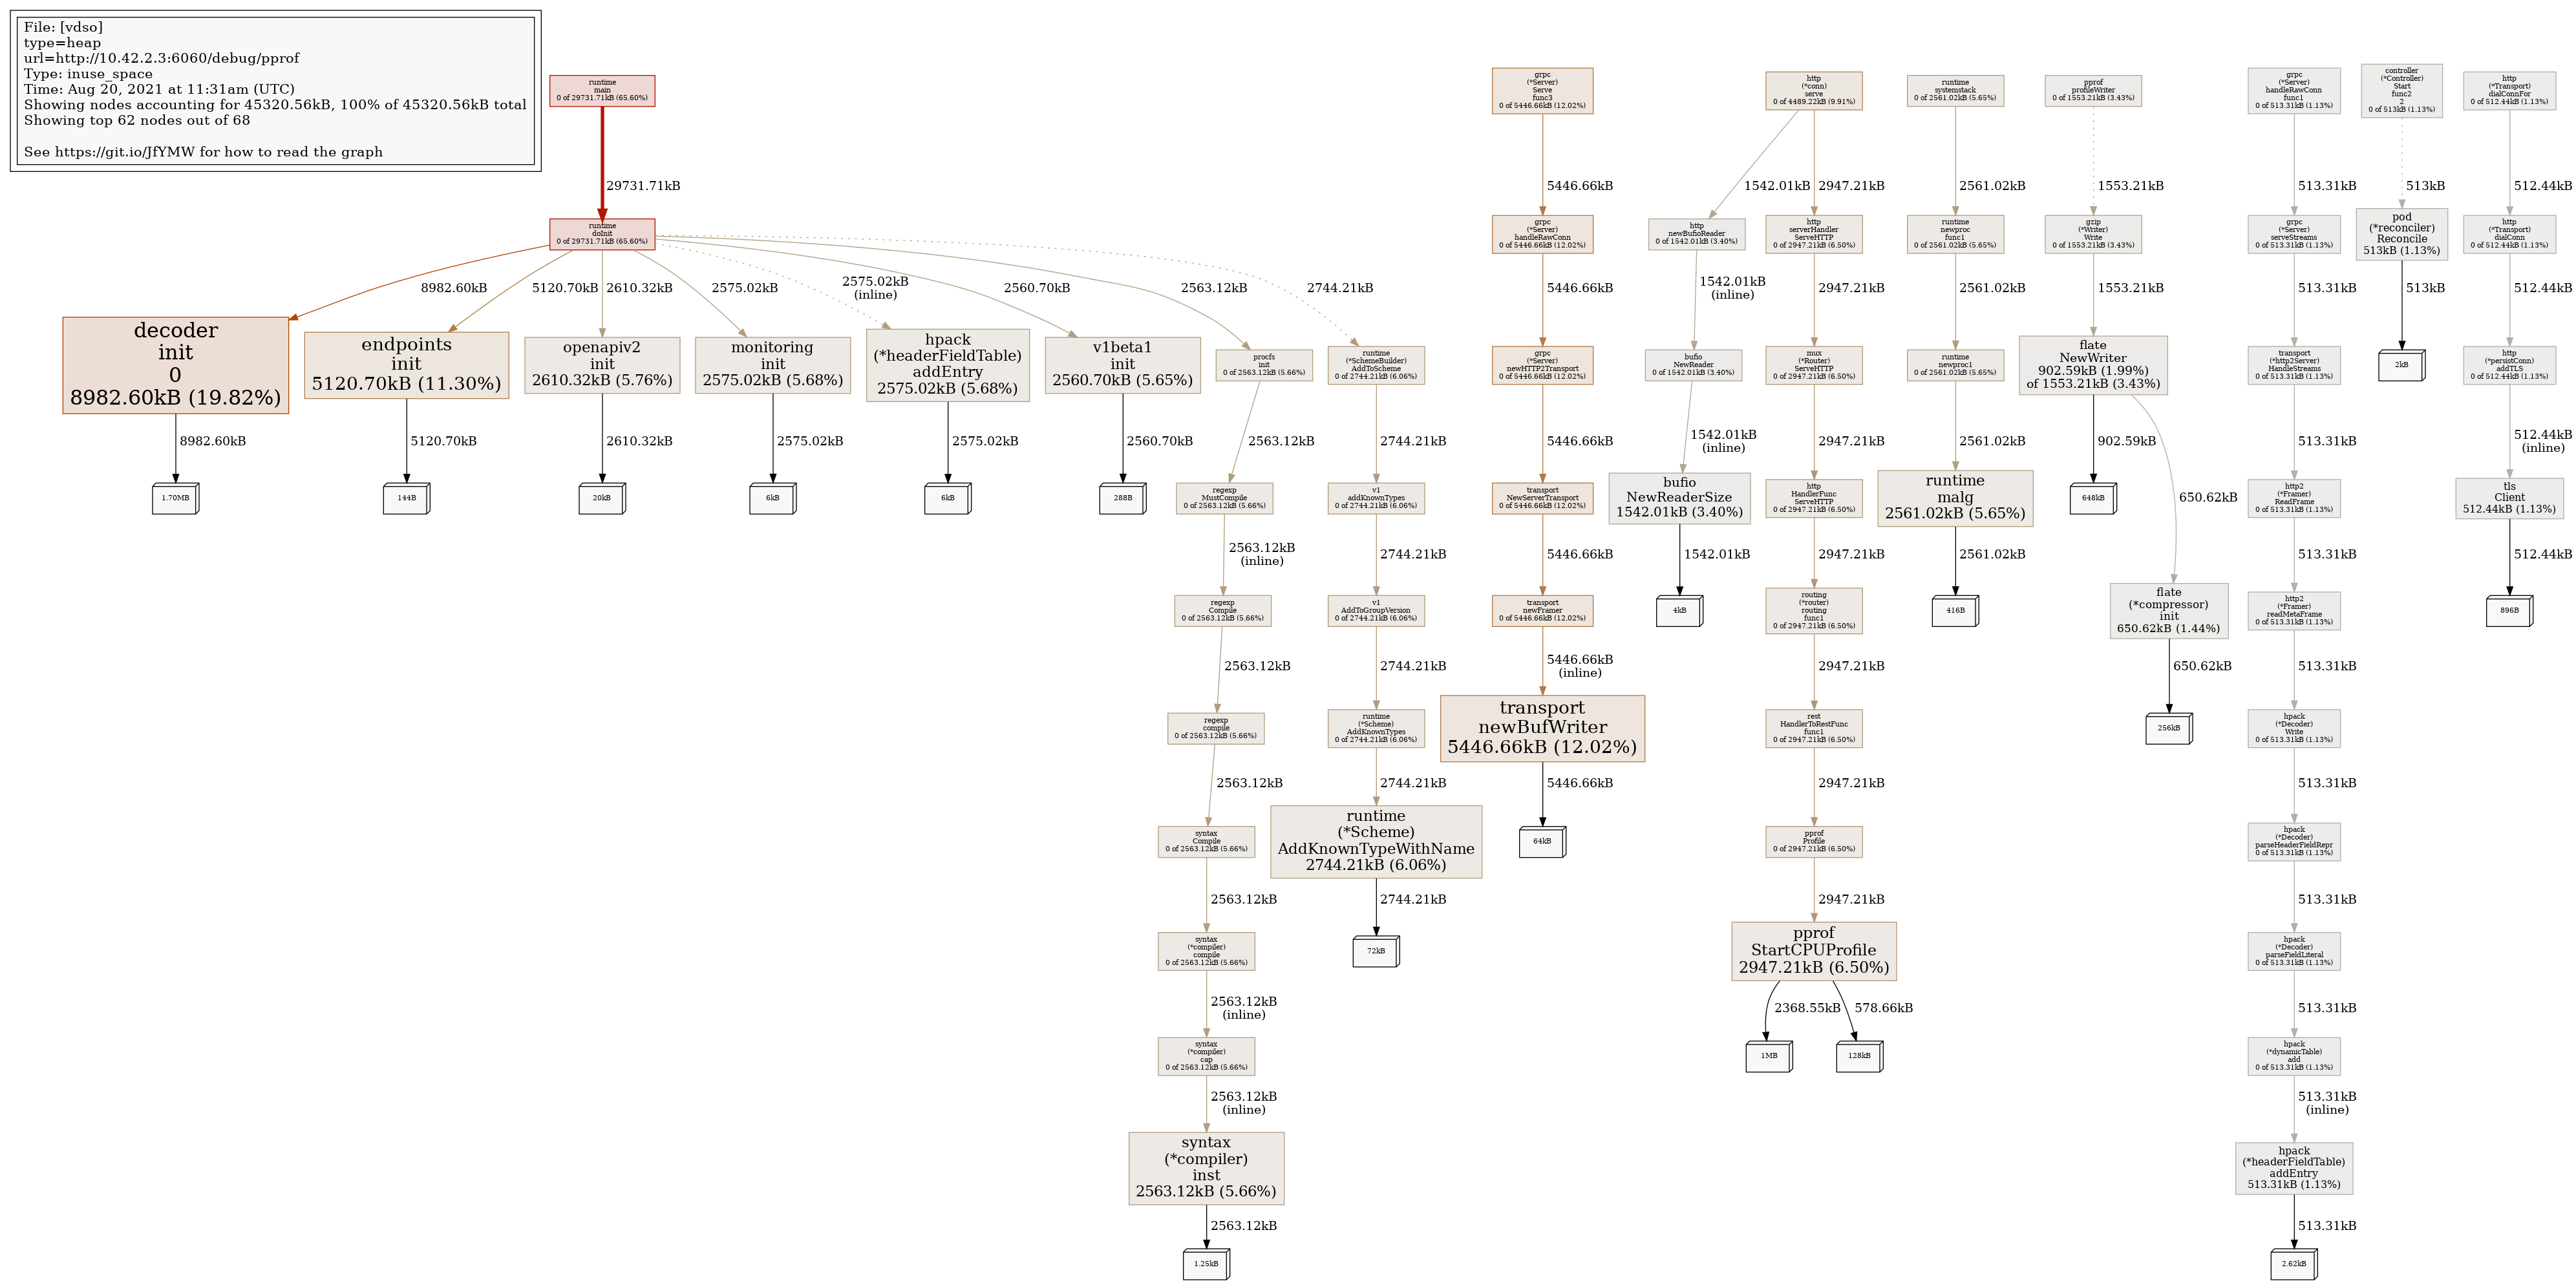 File: [vdso]
type=heap
url=http://10.42.2.3:6060/debug/pprof
Type: inuse_space
Time: Aug 20, 2021 at 11:31am (UTC)
Showing nodes accounting for 45320.56kB, 100% of 45320.56kB total
Showing top 62 nodes out of 68
See https://git.io/JfYMW for how to read the graph
runtime
main
0 of 29731.71kB (65.60%)
29731.71kB
runtime
doInit
0 of 29731.71kB (65.60%)
8982.60kB
5120.70kB
2610.32kB
2575.02kB
2575.02kB
(inline)
2560.70kB
2563.12kB
2744.21kB
decoder
init
0
8982.60kB (19.82%)
8982.60kB
1.70MB
endpoints
init
5120.70kB (11.30%)
5120.70kB
144B
openapiv2
init
2610.32kB (5.76%)
2610.32kB
20kB
monitoring
init
2575.02kB (5.68%)
2575.02kB
6kB
hpack
(*headerFieldTable)
addEntry
2575.02kB (5.68%)
2575.02kB
6kB
v1beta1
init
2560.70kB (5.65%)
2560.70kB
288B
procfs
init
0 of 2563.12kB (5.66%)
2563.12kB
regexp
MustCompile
0 of 2563.12kB (5.66%)
2563.12kB
(inline)
regexp
Compile
0 of 2563.12kB (5.66%)
2563.12kB
regexp
compile
0 of 2563.12kB (5.66%)
2563.12kB
syntax
Compile
0 of 2563.12kB (5.66%)
2563.12kB
syntax
(*compiler)
compile
0 of 2563.12kB (5.66%)
2563.12kB
(inline)
syntax
(*compiler)
cap
0 of 2563.12kB (5.66%)
2563.12kB
(inline)
syntax
(*compiler)
inst
2563.12kB (5.66%)
2563.12kB
1.25kB
runtime
(*SchemeBuilder)
AddToScheme
0 of 2744.21kB (6.06%)
2744.21kB
v1
addKnownTypes
0 of 2744.21kB (6.06%)
2744.21kB
v1
AddToGroupVersion
0 of 2744.21kB (6.06%)
2744.21kB
runtime
(*Scheme)
AddKnownTypes
0 of 2744.21kB (6.06%)
2744.21kB
runtime
(*Scheme)
AddKnownTypeWithName
2744.21kB (6.06%)
2744.21kB
72kB
grpc
(*Server)
Serve
func3
0 of 5446.66kB (12.02%)
5446.66kB
grpc
(*Server)
handleRawConn
0 of 5446.66kB (12.02%)
5446.66kB
grpc
(*Server)
newHTTP2Transport
0 of 5446.66kB (12.02%)
5446.66kB
transport
NewServerTransport
0 of 5446.66kB (12.02%)
5446.66kB
transport
newFramer
0 of 5446.66kB (12.02%)
5446.66kB
(inline)
transport
newBufWriter
5446.66kB (12.02%)
5446.66kB
64kB
http
(*conn)
serve
0 of 4489.22kB (9.91%)
1542.01kB
2947.21kB
http
newBufioReader
0 of 1542.01kB (3.40%)
1542.01kB
(inline)
bufio
NewReader
0 of 1542.01kB (3.40%)
1542.01kB
(inline)
bufio
NewReaderSize
1542.01kB (3.40%)
1542.01kB
4kB
http
serverHandler
ServeHTTP
0 of 2947.21kB (6.50%)
2947.21kB
mux
(*Router)
ServeHTTP
0 of 2947.21kB (6.50%)
2947.21kB
http
HandlerFunc
ServeHTTP
0 of 2947.21kB (6.50%)
2947.21kB
routing
(*router)
routing
func1
0 of 2947.21kB (6.50%)
2947.21kB
rest
HandlerToRestFunc
func1
0 of 2947.21kB (6.50%)
2947.21kB
pprof
Profile
0 of 2947.21kB (6.50%)
2947.21kB
pprof
StartCPUProfile
2947.21kB (6.50%)
2368.55kB
578.66kB
1MB
128kB
runtime
systemstack
0 of 2561.02kB (5.65%)
2561.02kB
runtime
newproc
func1
0 of 2561.02kB (5.65%)
2561.02kB
runtime
newproc1
0 of 2561.02kB (5.65%)
2561.02kB
runtime
malg
2561.02kB (5.65%)
2561.02kB
416B
pprof
profileWriter
0 of 1553.21kB (3.43%)
1553.21kB
gzip
(*Writer)
Write
0 of 1553.21kB (3.43%)
1553.21kB
flate
NewWriter
902.59kB (1.99%)
of 1553.21kB (3.43%)
902.59kB
648kB
650.62kB
flate
(*compressor)
init
650.62kB (1.44%)
650.62kB
256kB
grpc
(*Server)
handleRawConn
func1
0 of 513.31kB (1.13%)
513.31kB
grpc
(*Server)
serveStreams
0 of 513.31kB (1.13%)
513.31kB
transport
(*http2Server)
HandleStreams
0 of 513.31kB (1.13%)
513.31kB
http2
(*Framer)
ReadFrame
0 of 513.31kB (1.13%)
513.31kB
http2
(*Framer)
readMetaFrame
0 of 513.31kB (1.13%)
513.31kB
hpack
(*Decoder)
Write
0 of 513.31kB (1.13%)
513.31kB
hpack
(*Decoder)
parseHeaderFieldRepr
0 of 513.31kB (1.13%)
513.31kB
hpack
(*Decoder)
parseFieldLiteral
0 of 513.31kB (1.13%)
513.31kB
hpack
(*dynamicTable)
add
0 of 513.31kB (1.13%)
513.31kB
(inline)
hpack
(*headerFieldTable)
addEntry
513.31kB (1.13%)
513.31kB
2.62kB
controller
(*Controller)
Start
func2
2
0 of 513kB (1.13%)
513kB
pod
(*reconciler)
Reconcile
513kB (1.13%)
513kB
2kB
http
(*Transport)
dialConnFor
0 of 512.44kB (1.13%)
512.44kB
http
(*Transport)
dialConn
0 of 512.44kB (1.13%)
512.44kB
http
(*persistConn)
addTLS
0 of 512.44kB (1.13%)
512.44kB
(inline)
tls
Client
512.44kB (1.13%)
512.44kB
896B